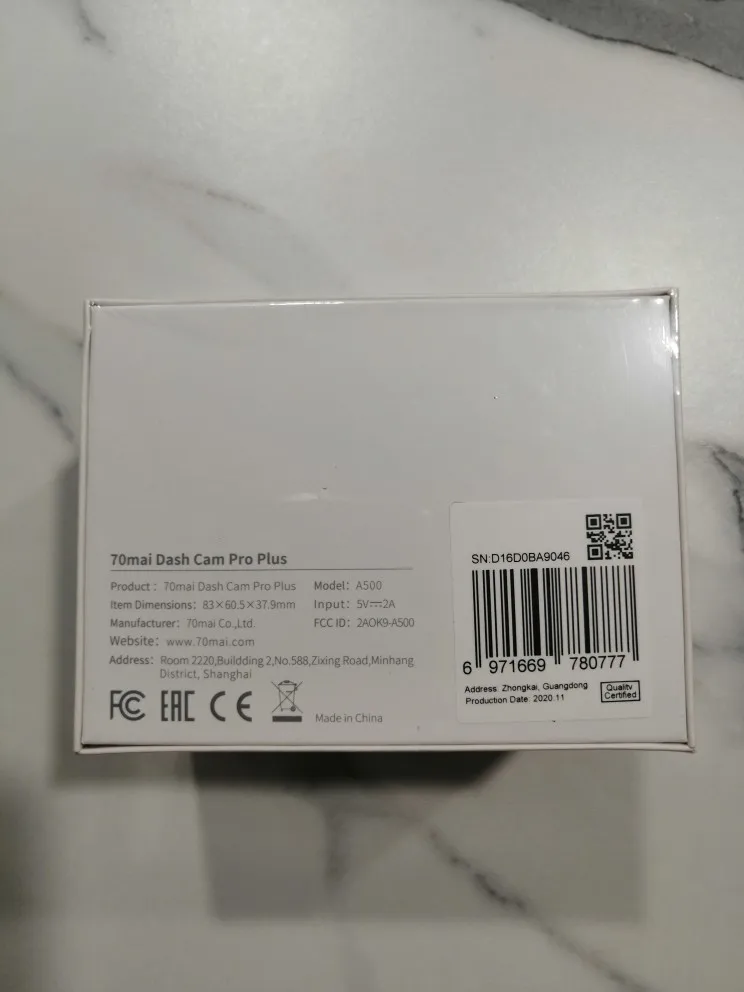 70mai Dash Cam Pro Plus
Product: 70mai Dash Cam Pro Plus Model: A500
Item Dimensions: 83×60.5×37.9mm Input: 5V⎓2A
Manufacturer: 70mai Co.,Ltd. FCC ID: 2AOK9-A500
Website: www.70mai.com
Address: Room 2220,Buildding 2,No.588,Zixing Road,Minhang
District, Shanghai
FC EAC CE
Made in China
SN:D16D0BA9046
6 971669 780777
Address: Zhongkai, Guangdong
Production Date: 2020.11
Quality
Certified